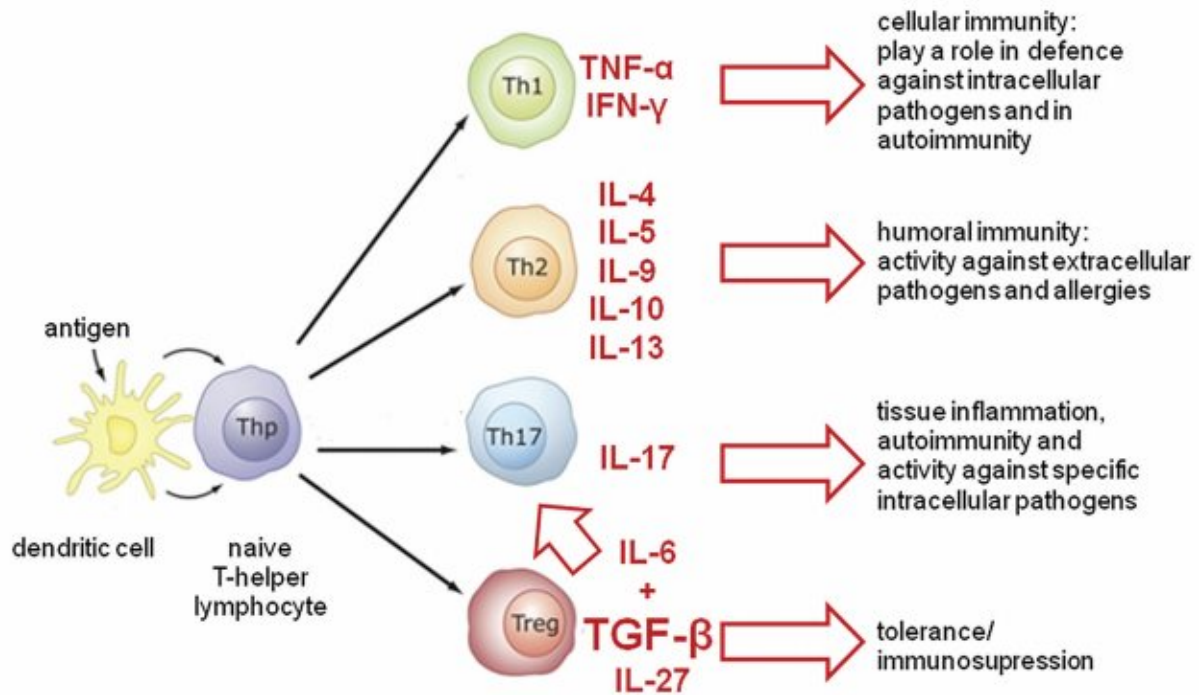 Th1
TNF-α
IFN-γ
cellular immunity:
play a role in defence
against intracellular
pathogens and in
autoimmunity
Th2
IL-4
IL-5
IL-9
IL-10
IL-13
humoral immunity:
activity against extracellular
pathogens and allergies
antigen
Thp
dendritic cell
naive
T-helper
lymphocyte
Th17
IL-17
tissue inflammation,
autoimmunity and
activity against specific
intracellular pathogens
Treg
IL-6
+
TGF-β
IL-27
tolerance/
immunosupression